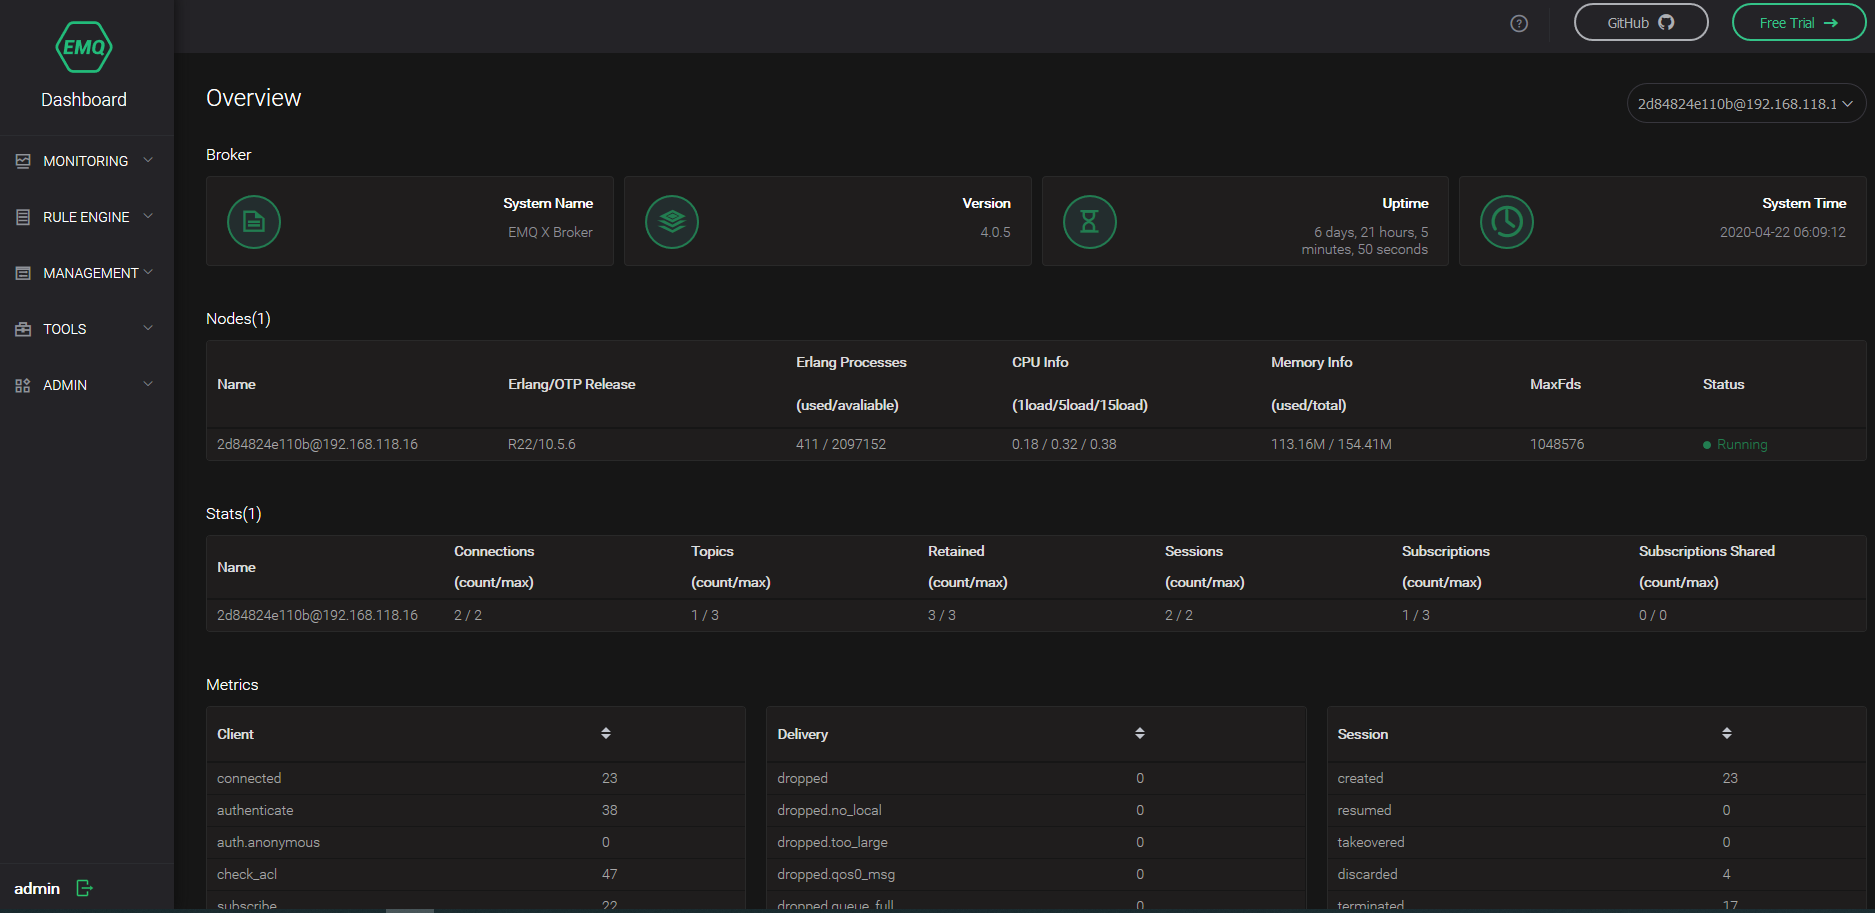 EMQ
Dashboard
MONITORING
RULE ENGINE
MANAGEMENT
TOOLS
ADMIN
admin
?
GitHub
Free Trial
Overview
2d84824e110b@192.168.118.1
Broker
System Name
EMQ X Broker
Version
4.0.5
Uptime
6 days, 21 hours, 5
minutes, 50 seconds
System Time
2020-04-22 06:09:12
Nodes(1)
Name Erlang/OTP Release Erlang Processes (used/avaliable) CPU Info (1load/5load/15load) Memory Info (used/total) MaxFds Status
2d84824e110b@192.168.118.16 R22/10.5.6 411 / 2097152 0.18 / 0.32 / 0.38 113.16M / 154.41M 1048576 Running
Stats(1)
Name Connections (count/max) Topics (count/max) Retained (count/max) Sessions (count/max) Subscriptions (count/max) Subscriptions Shared (count/max)
2d84824e110b@192.168.118.16 2 / 2 1 / 3 3 / 3 2 / 2 1 / 3 0 / 0
Metrics
Client
connected 23
authenticate 38
auth.anonymous 0
check_acl 47
subscribe 22
Delivery
dropped 0
dropped.no_local 0
dropped.too_large 0
dropped.qos0_msg 0
dropped.queue_full 0
Session
created 23
resumed 0
takeovered 0
discarded 4
terminated 17